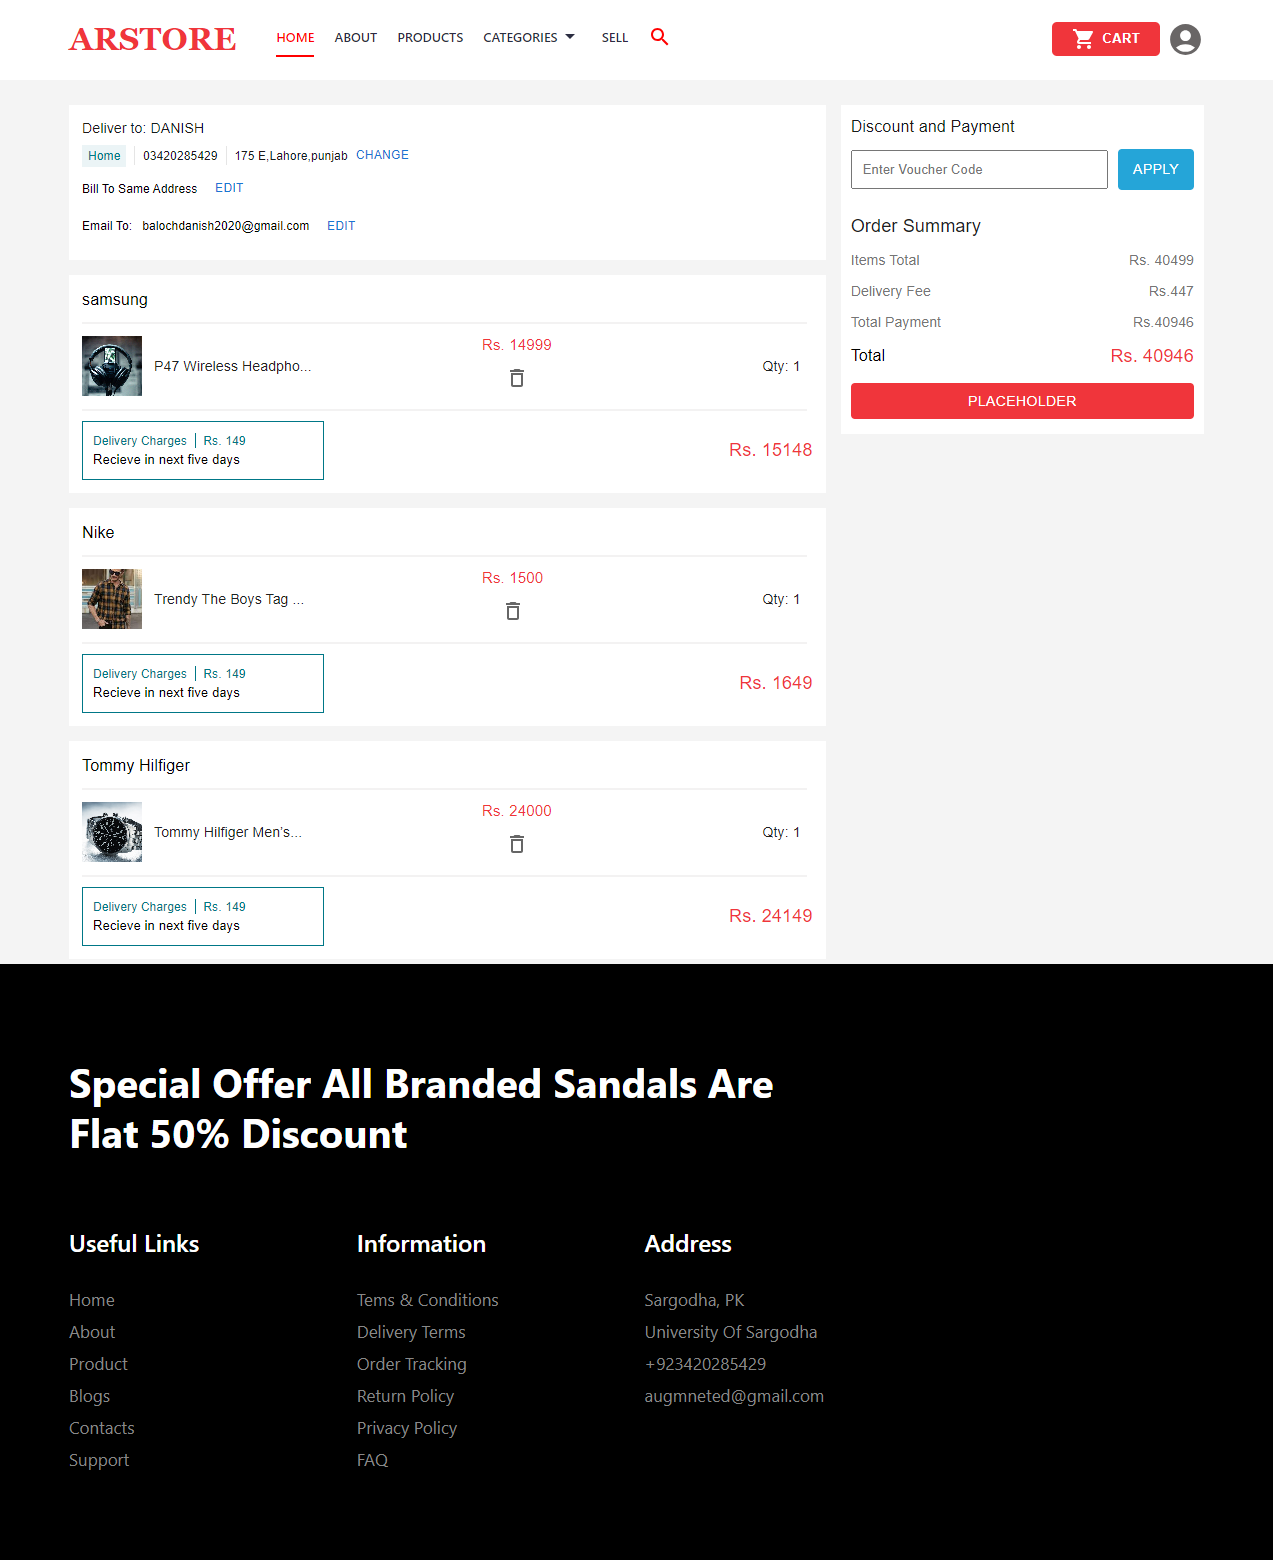 ARSTORE
HOME ABOUT PRODUCTS CATEGORIES SELL
CART
Deliver to: DANISH
Home 03420285429 175 E,Lahore,punjab CHANGE
Bill To Same Address EDIT
Email To: balochdanish2020@gmail.com EDIT
samsung
Rs. 14999
P47 Wireless Headpho...
Qty: 1
Delivery Charges Rs. 149
Recieve in next five days
Rs. 15148
Nike
Rs. 1500
Trendy The Boys Tag ...
Qty: 1
Delivery Charges Rs. 149
Recieve in next five days
Rs. 1649
Tommy Hilfiger
Rs. 24000
Tommy Hilfiger Men's...
Qty: 1
Delivery Charges Rs. 149
Recieve in next five days
Rs. 24149
Discount and Payment
Enter Voucher Code APPLY
Order Summary
Items Total Rs. 40499
Delivery Fee Rs.447
Total Payment Rs.40946
Total Rs. 40946
PLACEHOLDER
Special Offer All Branded Sandals Are
Flat 50% Discount
Useful Links
Home
About
Product
Blogs
Contacts
Support
Information
Tems & Conditions
Delivery Terms
Order Tracking
Return Policy
Privacy Policy
FAQ
Address
Sargodha, PK
University Of Sargodha
+923420285429
augmneted@gmail.com